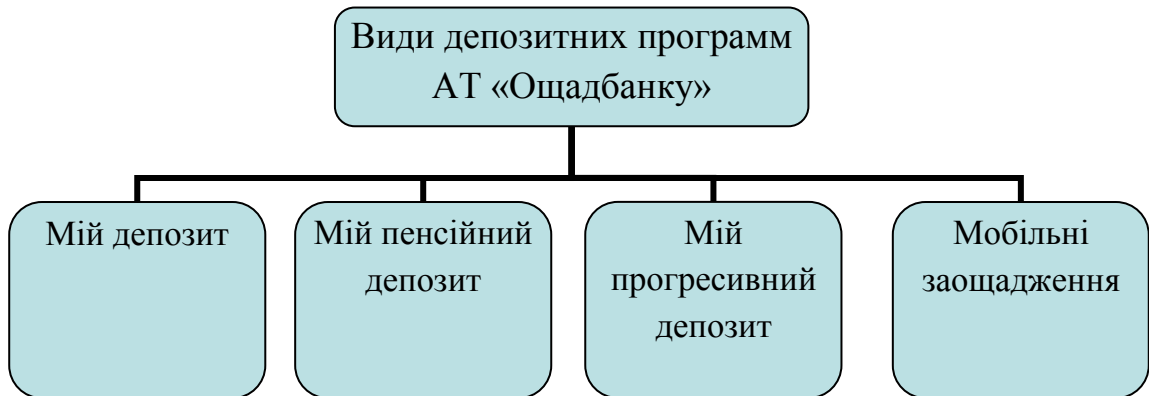 Види депозитних программ
АТ «Ощадбанку»
Мій депозит
Мій пенсійний
депозит
Мій
прогресивний
депозит
Мобільні
заощадження